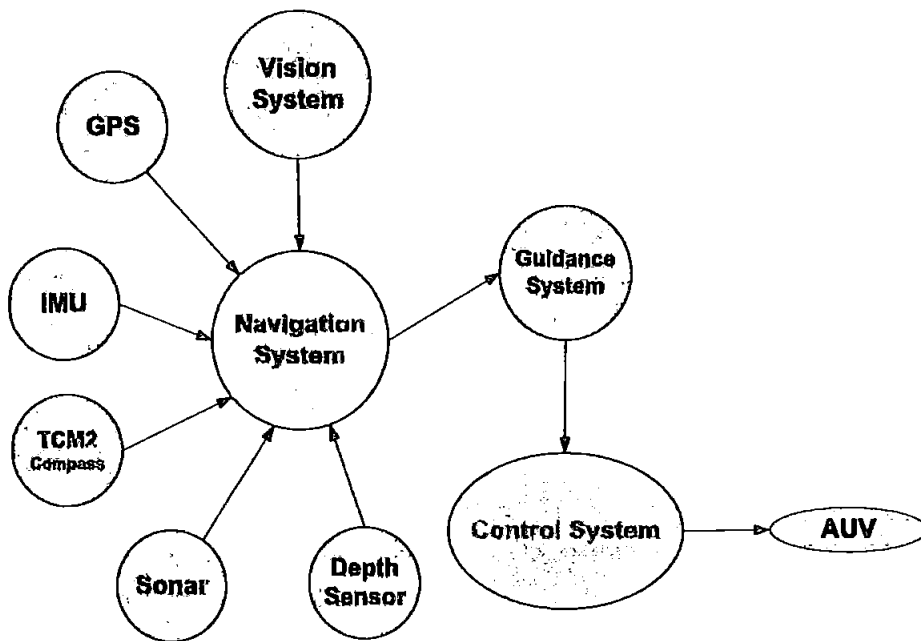 Vision
System
GPS
Guidance
System
IMU
Navigation
System
TCM2
Compass
Control System
AUV
Sonar
Depth
Sensor